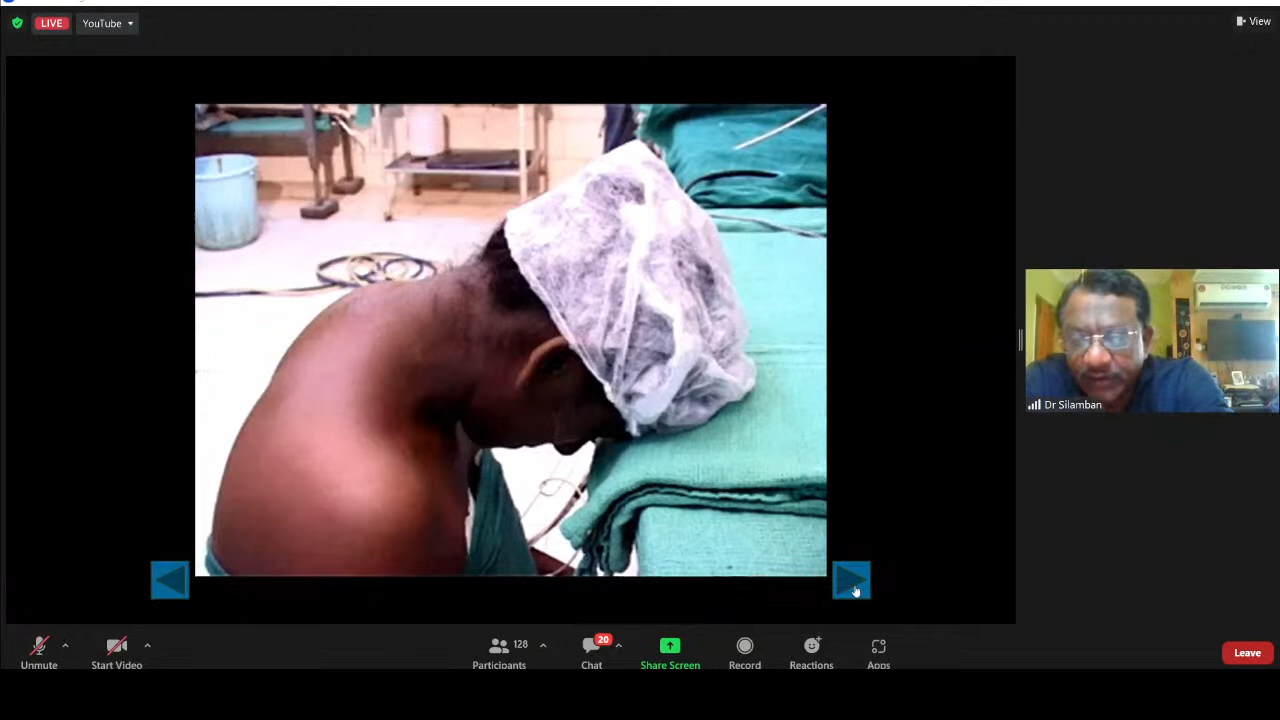 LIVE
YouTube
View
Dr Silamban
Unmute
Start Video
128
Participants
20
Chat
Share Screen
Record
Reactions
Apps
Leave